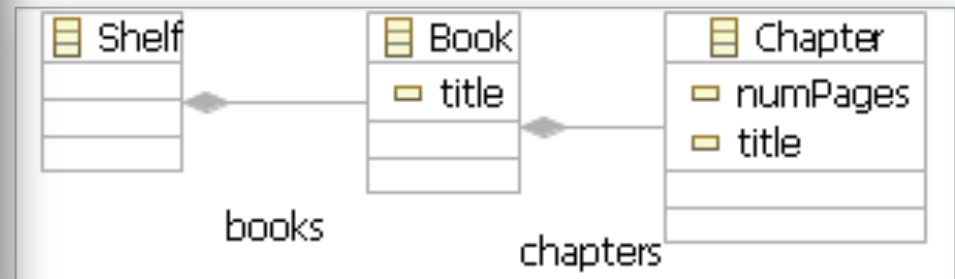 Shelf
Book
title
Chapter
numPages
title
books
chapters